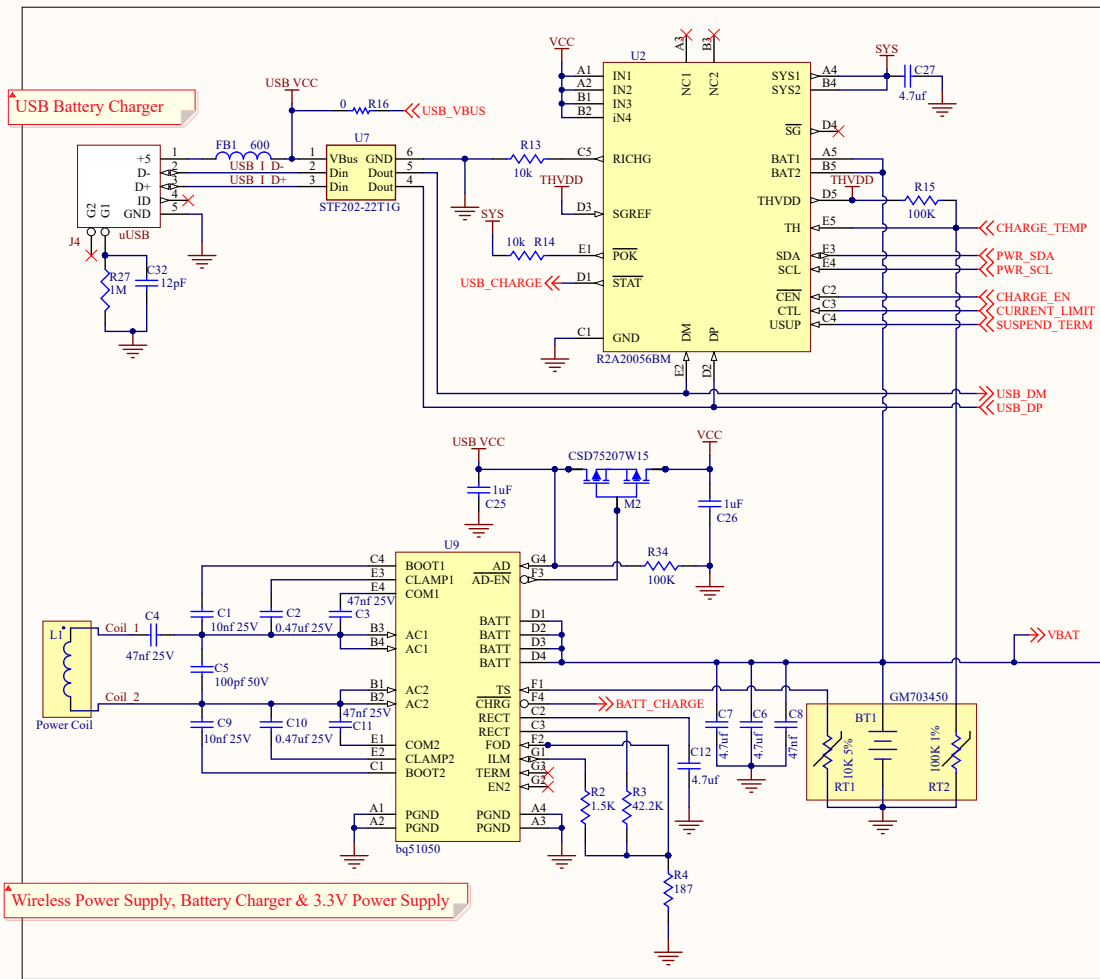 USB Battery Charger
USB VCC
0 R16
USB_VBUS
FB1 600
USB_1_D-
USB_1_D+
+5 1
D- 2
D+ 3
ID 4
GND 5
G2 G1
J4 uUSB
R27
1M
C32
12pF
U7
1 VBus GND 6
2 Din Dout 5
3 Din Dout 4
STF202-22T1G
R13
10k
THVDD
SYS
10k R14
USB_CHARGE
VCC
U2
A3 NC1
B3 NC2
A1 IN1
A2 IN2
B1 IN3
B2 iN4
C5 RICHG
D3 SGREF
E1 POK
D1 STAT
C1 GND
R2A20056BM
E2 DM
D2 DP
SYS1 A4
SYS2 B4
SG D4
BAT1 A5
BAT2 B5
THVDD D5
TH E5
SDA E3
SCL E4
CEN C2
CTL C3
USUP C4
SYS
C27
4.7uf
THVDD
R15
100K
CHARGE_TEMP
PWR_SDA
PWR_SCL
CHARGE_EN
CURRENT_LIMIT
SUSPEND_TERM
USB_DM
USB_DP
USB VCC
1uF
C25
CSD75207W15
M2
VCC
1uF
C26
R34
100K
U9
C4 BOOT1
E3 CLAMP1
E4 COM1
B3 AC1
B4 AC1
B1 AC2
B2 AC2
E1 COM2
E2 CLAMP2
C1 BOOT2
A1 PGND
A2 PGND
bq51050
AD G4
AD-EN F3
BATT D1
BATT D2
BATT D3
BATT D4
TS F1
CHRG F4
RECT C2
RECT C3
FOD F2
ILM G1
TERM G3
EN2 G2
PGND A4
PGND A3
L1
Power Coil
Coil_1
Coil_2
C4
47nf 25V
C1
10nf 25V
C2
0.47uf 25V
47nf 25V
C3
C5
100pf 50V
C9
10nf 25V
C10
0.47uf 25V
47nf 25V
C11
BATT_CHARGE
VBAT
C7
4.7uf
C6
4.7uf
C8
47nf
C12
4.7uf
R2
1.5K
R3
42.2K
R4
187
GM703450
BT1
10K 5%
RT1
100K 1%
RT2
Wireless Power Supply, Battery Charger & 3.3V Power Supply